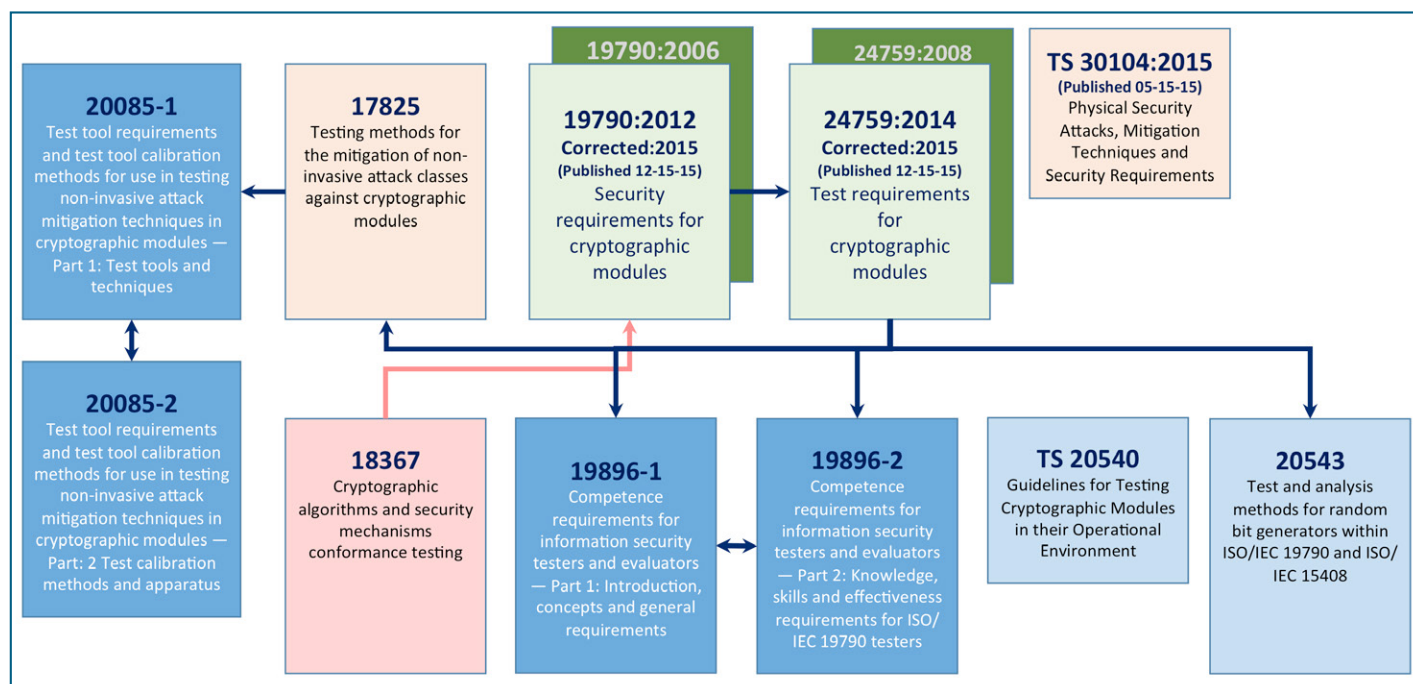 19790:2006
24759:2008
20085-1
Test tool requirements
and test tool calibration
methods for use in testing
non-invasive attack
mitigation techniques in
cryptographic modules —
Part 1: Test tools and
techniques
17825
Testing methods for
the mitigation of non-
invasive attack classes
against cryptographic
modules
19790:2012
Corrected:2015
(Published 12-15-15)
Security
requirements for
cryptographic
modules
24759:2014
Corrected:2015
(Published 12-15-15)
Test requirements
for
cryptographic
modules
TS 30104:2015
(Published 05-15-15)
Physical Security
Attacks, Mitigation
Techniques and
Security Requirements
20085-2
Test tool requirements
and test tool calibration
methods for use in testing
non-invasive attack
mitigation techniques in
cryptographic modules —
Part: 2 Test calibration
methods and apparatus
18367
Cryptographic
algorithms and security
mechanisms
conformance testing
19896-1
Competence
requirements for
information security
testers and evaluators
— Part 1: Introduction,
concepts and general
requirements
19896-2
Competence
requirements for
information security
testers and evaluators
— Part 2: Knowledge,
skills and effectiveness
requirements for ISO/
IEC 19790 testers
TS 20540
Guidelines for Testing
Cryptographic Modules
in their Operational
Environment
20543
Test and analysis
methods for random
bit generators within
ISO/IEC 19790 and ISO/
IEC 15408